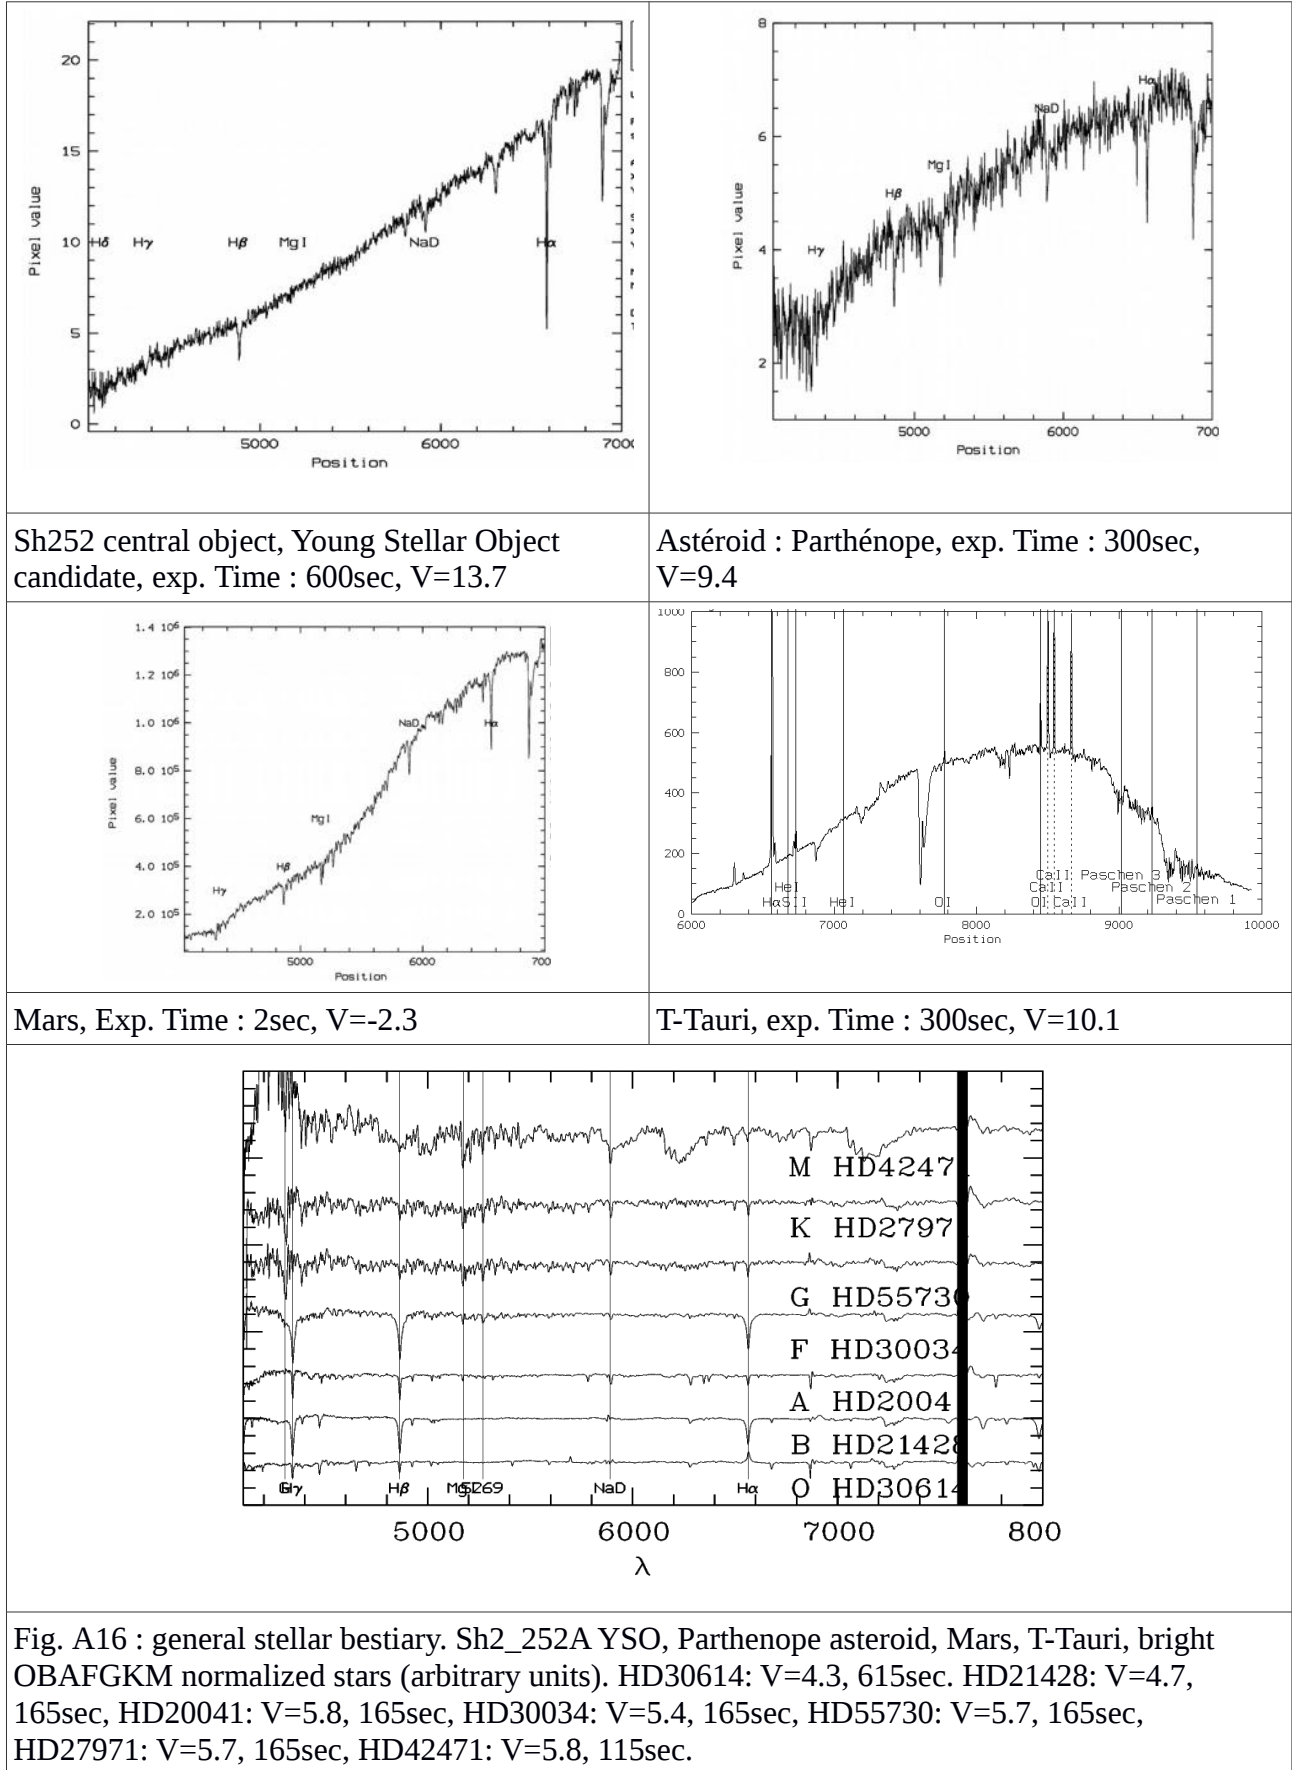 20
15
10
5
0
Pixel value
Hδ Hγ Hβ MgI NaD Hα
5000 6000 7000
Position
8
6
4
2
Pixel value
Hγ Hβ MgI NaD Hα
5000 6000 700
Position
Sh252 central object, Young Stellar Object
candidate, exp. Time : 600sec, V=13.7
Astéroid : Parthénope, exp. Time : 300sec,
V=9.4
1.4 10⁶
1.2 10⁶
1.0 10⁶
8.0 10⁵
6.0 10⁵
4.0 10⁵
2.0 10⁵
Pixel value
Hγ Hβ MgI NaD Hα
5000 6000 700
Position
1000
800
600
400
200
0
CaII Paschen 3
HeI CaII Paschen 2
HαSII HeI OI OI CaII Paschen 1
6000 7000 8000 9000 10000
Position
Mars, Exp. Time : 2sec, V=-2.3
T-Tauri, exp. Time : 300sec, V=10.1
M HD4247
K HD2797
G HD55730
F HD30034
A HD2004
B HD21428
O HD30614
Hγ Hβ MgI5269 NaD Hα
5000 6000 7000 800
λ
Fig. A16 : general stellar bestiary. Sh2_252A YSO, Parthenope asteroid, Mars, T-Tauri, bright
OBAFGKM normalized stars (arbitrary units). HD30614: V=4.3, 615sec. HD21428: V=4.7,
165sec, HD20041: V=5.8, 165sec, HD30034: V=5.4, 165sec, HD55730: V=5.7, 165sec,
HD27971: V=5.7, 165sec, HD42471: V=5.8, 115sec.